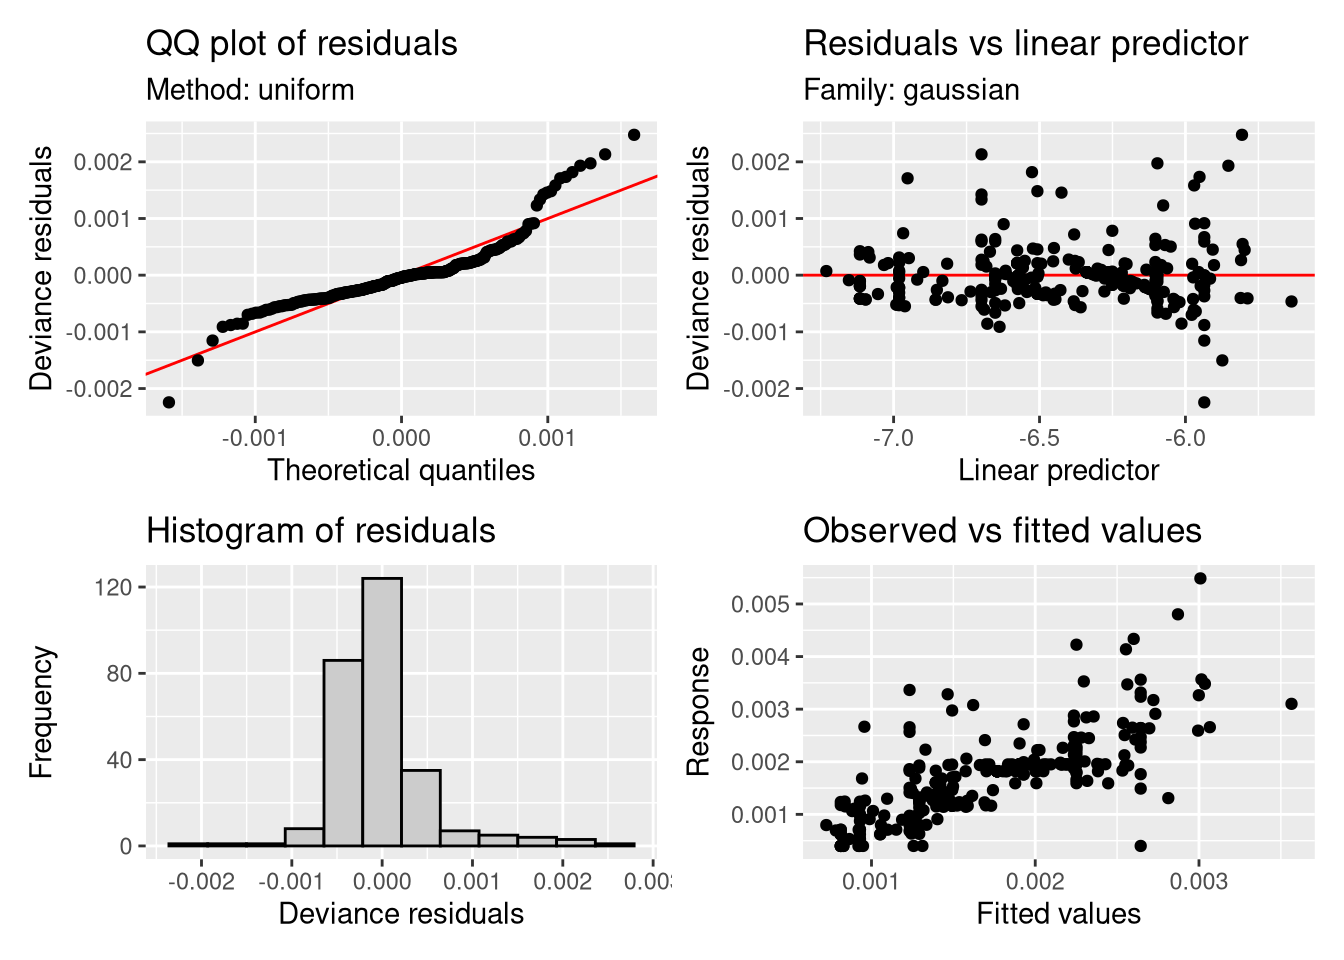 QQ plot of residuals
Method: uniform
Deviance residuals
0.002
0.001
0.000
-0.001
-0.002
-0.001 0.000 0.001
Theoretical quantiles
Residuals vs linear predictor
Family: gaussian
Deviance residuals
0.002
0.001
0.000
-0.001
-0.002
-7.0 -6.5 -6.0
Linear predictor
Histogram of residuals
Frequency
120
80
40
0
-0.002 -0.001 0.000 0.001 0.002
Deviance residuals
Observed vs fitted values
Response
0.005
0.004
0.003
0.002
0.001
0.001 0.002 0.003
Fitted values